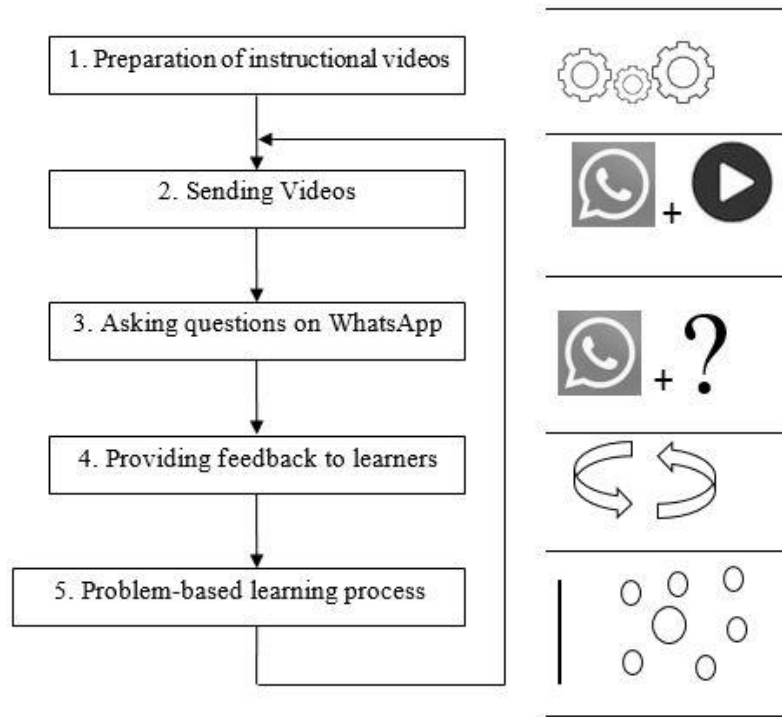 1. Preparation of instructional videos
2. Sending Videos
+
3. Asking questions on WhatsApp
+ ?
4. Providing feedback to learners
5. Problem-based learning process